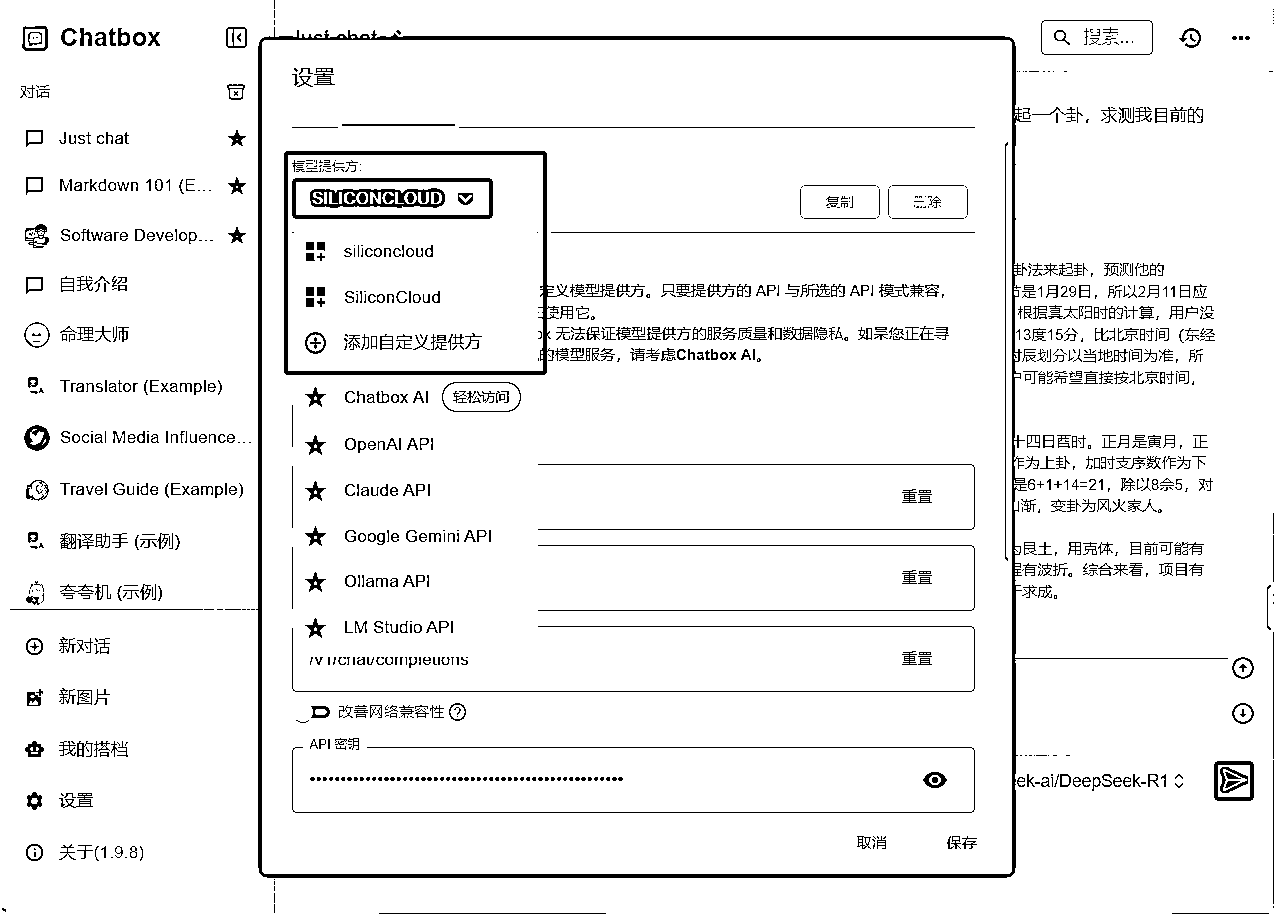 Chatbox
对话
Just chat
Markdown 101 (E...
Software Develop...
自我介绍
命理大师
Translator (Example)
Social Media Influence...
Travel Guide (Example)
翻译助手 (示例)
夸夸机 (示例)
新对话
新图片
我的搭档
设置
关于(1.9.8)
Just chat
搜索...
设置
模型提供方:
SILICONCLOUD
复制
删除
siliconcloud
SiliconCloud
添加自定义提供方
定义模型提供方。只要提供方的 API 与所选的 API 模式兼容，
使用它。
无法保证模型提供方的服务质量和数据隐私。如果您正在寻
的模型服务，请考虑Chatbox AI。
Chatbox AI 轻松访问
OpenAI API
Claude API
重置
Google Gemini API
Ollama API
重置
LM Studio API
/v1/chat/completions
重置
改善网络兼容性
API 密钥
取消
保存
起一个卦，求测我目前的
卦法来起卦，预测他的
是1月29日，所以2月11日应
根据真太阳时的计算，用户没
13度15分，比北京时间（东经
时辰划分以当地时间为准，所
户可能希望直接按北京时间，
十四日酉时。正月是寅月，正
作为上卦，加时支序数作为下
是6+1+14=21，除以8余5，对
山渐，变卦为风火家人。
为艮土，用克体，目前可能有
程有波折。综合来看，项目有
于求成。
ek-ai/DeepSeek-R1